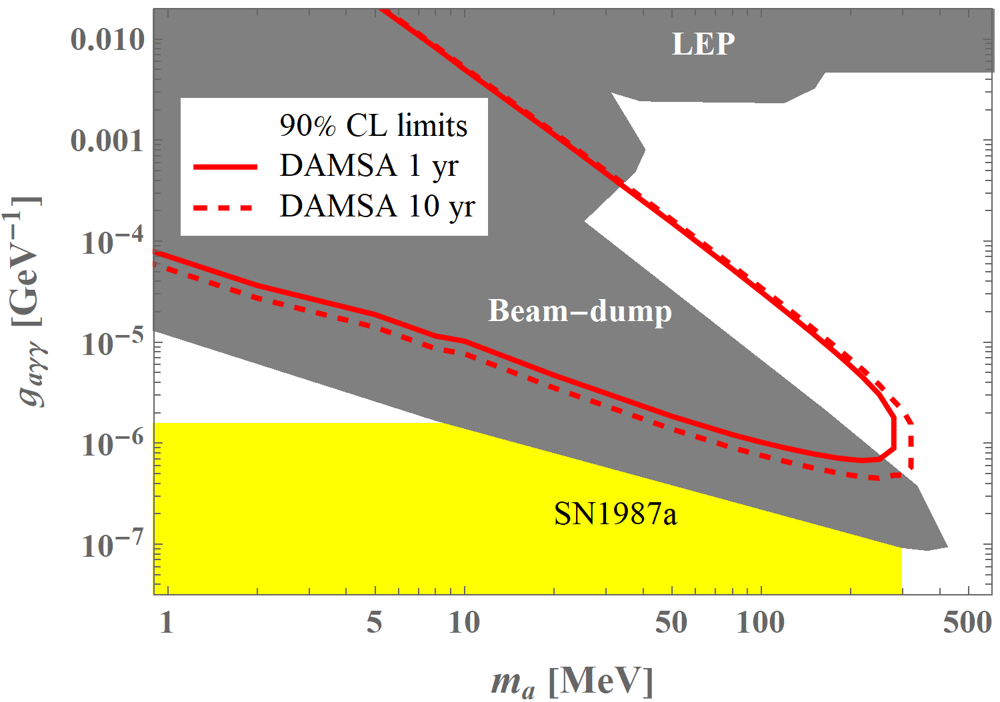 0.010
0.001
10⁻⁴
10⁻⁵
10⁻⁶
10⁻⁷
g_aγγ [GeV⁻¹]
LEP
90% CL limits
DAMSA 1 yr
DAMSA 10 yr
Beam−dump
SN1987a
1 5 10 50 100 500
m_a [MeV]